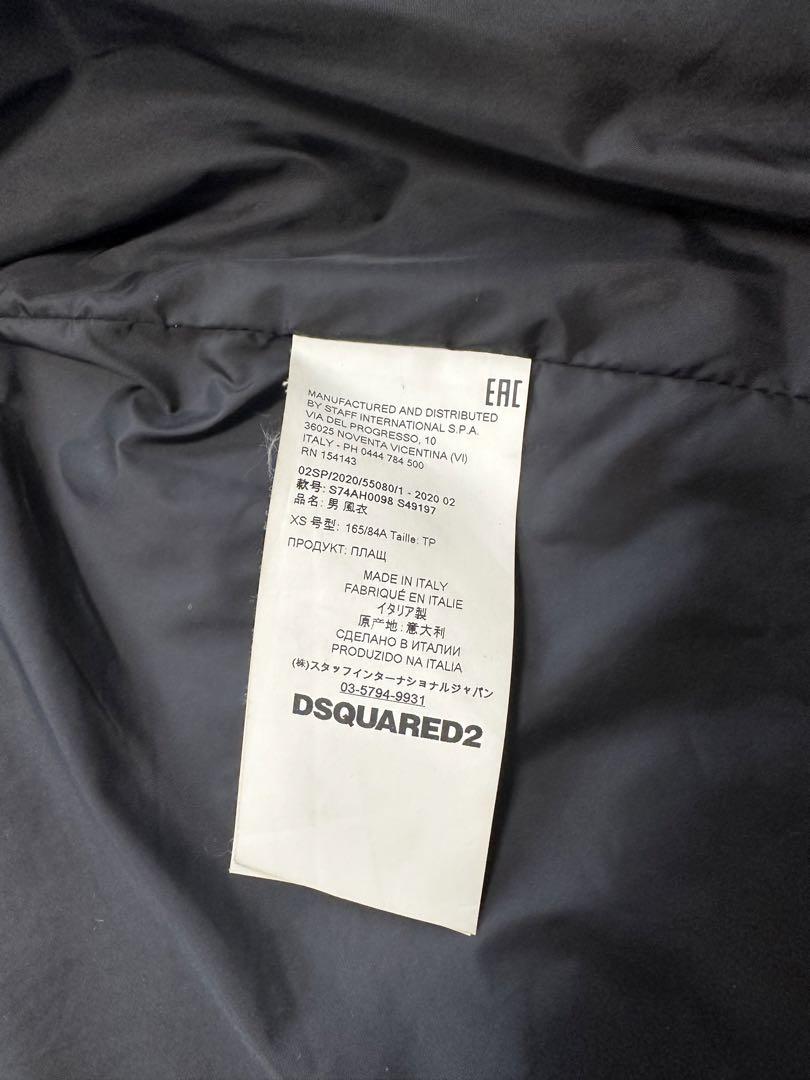 EAC
MANUFACTURED AND DISTRIBUTED
BY STAFF INTERNATIONAL S.P.A.
VIA DEL PROGRESSO, 10
36025 NOVENTA VICENTINA (VI)
ITALY - PH 0444 784 500
RN 154143
02SP/2020/55080/1 - 2020 02
款号: S74AH0098 S49197
品名: 男 風衣
XS 号型: 165/84A Taille: TP
ПРОДУКТ: ПЛАЩ
MADE IN ITALY
FABRIQUÉ EN ITALIE
イタリア製
原产地: 意大利
СДЕЛАНО В ИТАЛИИ
PRODUZIDO NA ITALIA
(株)スタッフインターナショナルジャパン
03-5794-9931
DSQUARED2